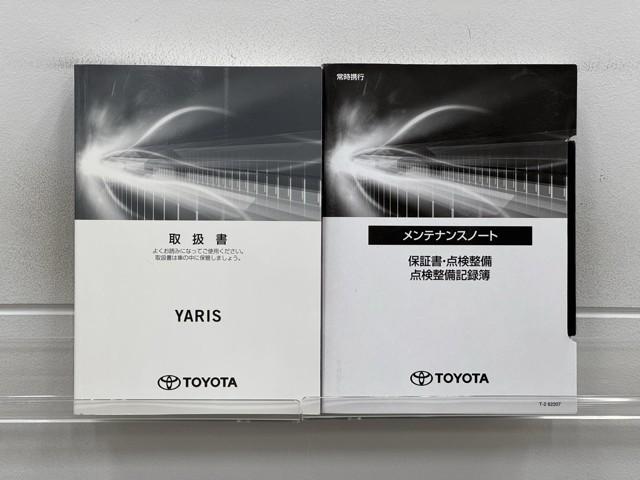 取扱書
よくお読みになってご使用ください。
取扱書は車の中に保管しましょう。
YARIS
TOYOTA
常時携行
メンテナンスノート
保証書・点検整備
点検整備記録簿
TOYOTA
T-2 62207